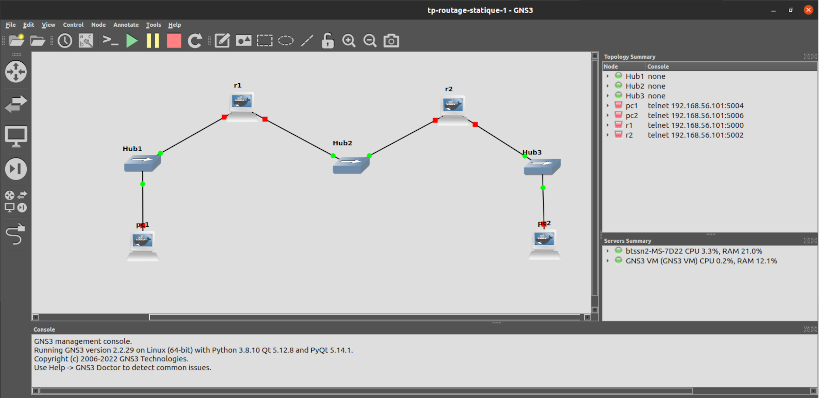 tp-routage-statique-1 - GNS3
File Edit View Control Node Annotate Tools Help
r1
r2
Hub1
Hub2
Hub3
pc1
pc2
Topology Summary
Node Console
Hub1 none
Hub2 none
Hub3 none
pc1 telnet 192.168.56.101:5004
pc2 telnet 192.168.56.101:5006
r1 telnet 192.168.56.101:5000
r2 telnet 192.168.56.101:5002
Servers Summary
btssn2-MS-7D22 CPU 3.3%, RAM 21.0%
GNS3 VM (GNS3 VM) CPU 0.2%, RAM 12.1%
Console
GNS3 management console.
Running GNS3 version 2.2.29 on Linux (64-bit) with Python 3.8.10 Qt 5.12.8 and PyQt 5.14.1.
Copyright (c) 2006-2022 GNS3 Technologies.
Use Help -> GNS3 Doctor to detect common issues.